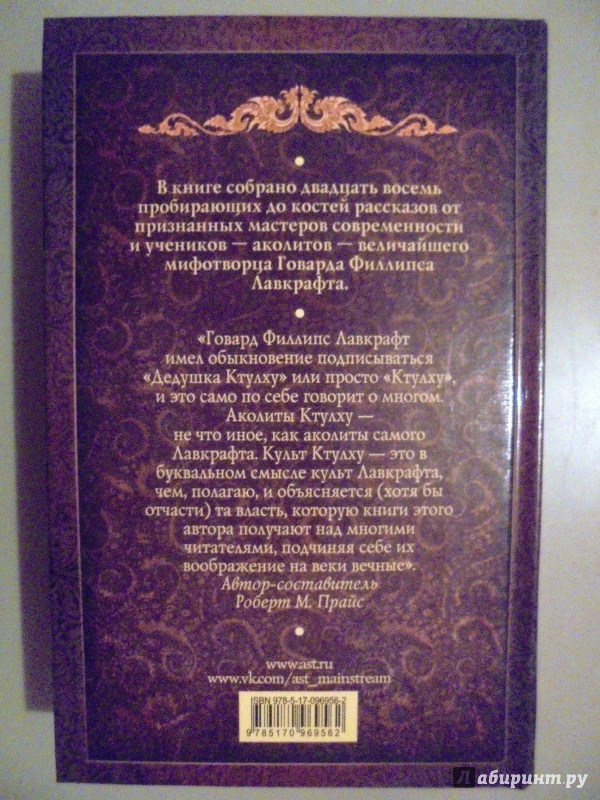 В книге собрано двадцать восемь
пробирающих до костей рассказов от
признанных мастеров современности
и учеников — аколитов — величайшего
мифотворца Говарда Филлипса
Лавкрафта.
«Говард Филлипс Лавкрафт
имел обыкновение подписываться
«Дедушка Ктулху» или просто «Ктулху»,
и это само по себе говорит о многом.
Аколиты Ктулху —
не что иное, как аколиты самого
Лавкрафта. Культ Ктулху — это в
буквальном смысле культ Лавкрафта,
чем, полагаю, и объясняется (хотя бы
отчасти) та власть, которую книги этого
автора получают над многими
читателями, подчиняя себе их
воображение на веки вечные».
Автор-составитель
Роберт М. Прайс
www.ast.ru
www.vk.com/ast_mainstream
ISBN 978-5-17-096956-2
9 785170 969562
Лабиринт.ру